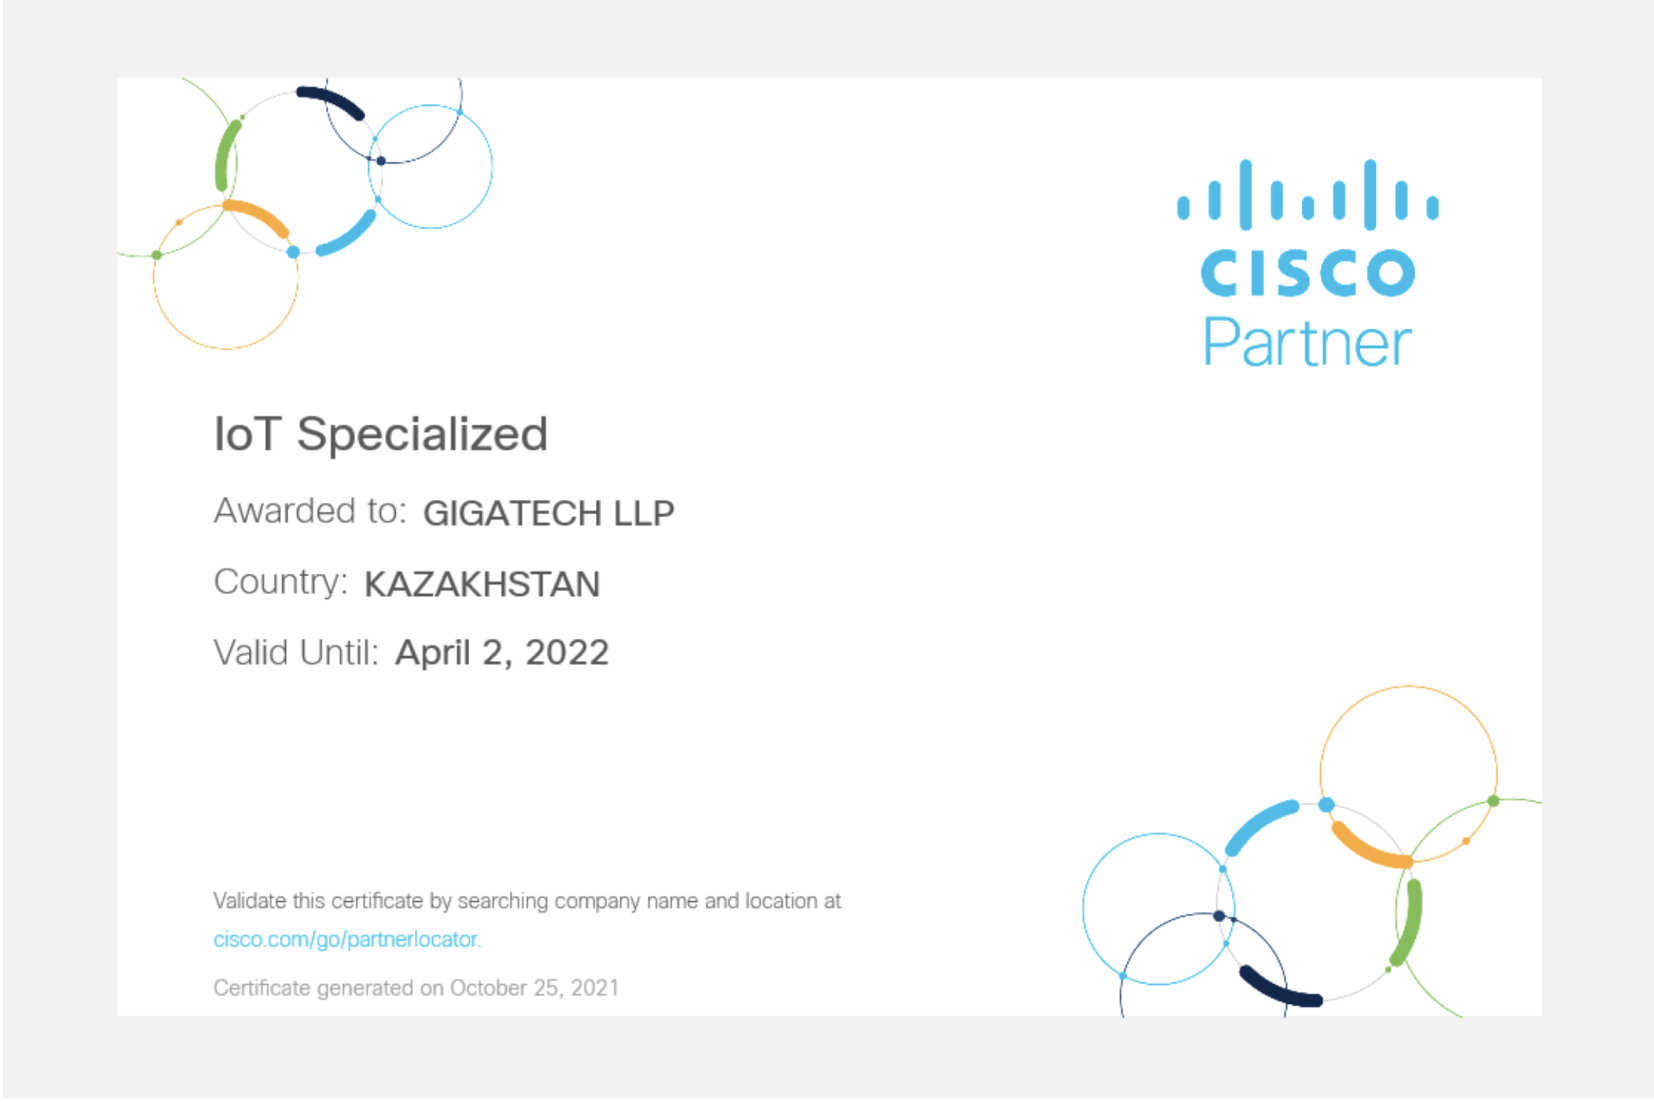 CISCO
Partner
IoT Specialized
Awarded to: GIGATECH LLP
Country: KAZAKHSTAN
Valid Until: April 2, 2022
Validate this certificate by searching company name and location at
cisco.com/go/partnerlocator.
Certificate generated on October 25, 2021